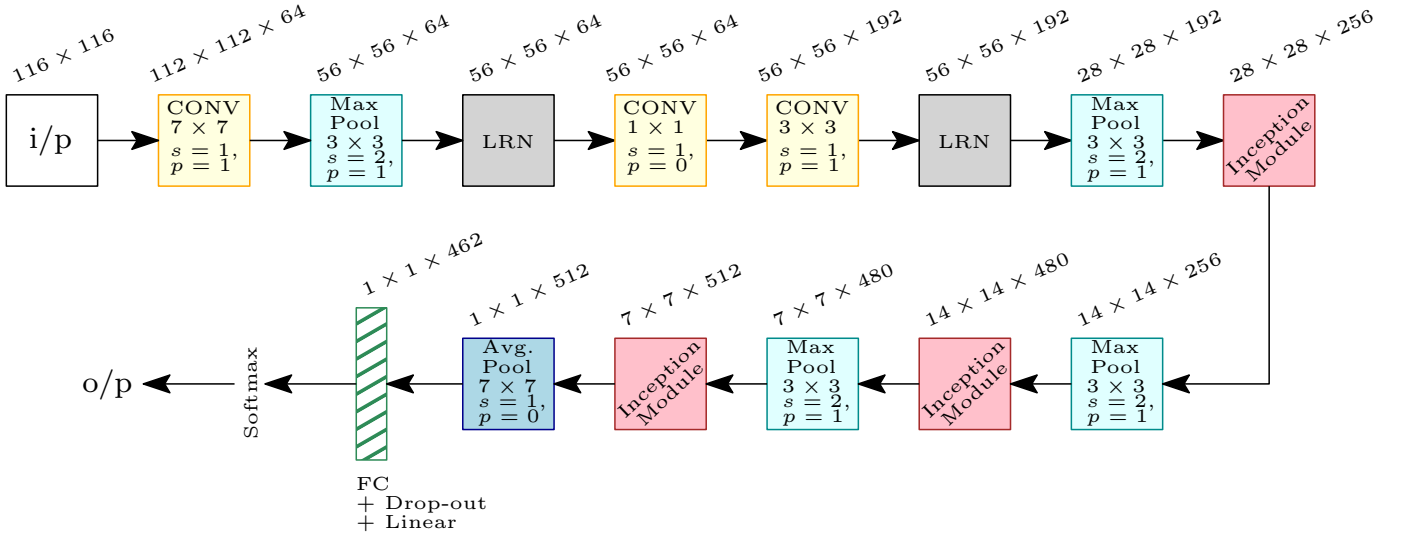 116 × 116
112 × 112 × 64
56 × 56 × 64
56 × 56 × 64
56 × 56 × 64
56 × 56 × 192
56 × 56 × 192
28 × 28 × 192
28 × 28 × 256
i/p
CONV
7 × 7
s = 1,
p = 1
Max
Pool
3 × 3
s = 2,
p = 1
LRN
CONV
1 × 1
s = 1,
p = 0
CONV
3 × 3
s = 1,
p = 1
LRN
Max
Pool
3 × 3
s = 2,
p = 1
Inception
Module
1 × 1 × 462
1 × 1 × 512
7 × 7 × 512
7 × 7 × 480
14 × 14 × 480
14 × 14 × 256
o/p
Softmax
FC
+ Drop-out
+ Linear
Avg.
Pool
7 × 7
s = 1,
p = 0
Inception
Module
Max
Pool
3 × 3
s = 2,
p = 1
Inception
Module
Max
Pool
3 × 3
s = 2,
p = 1